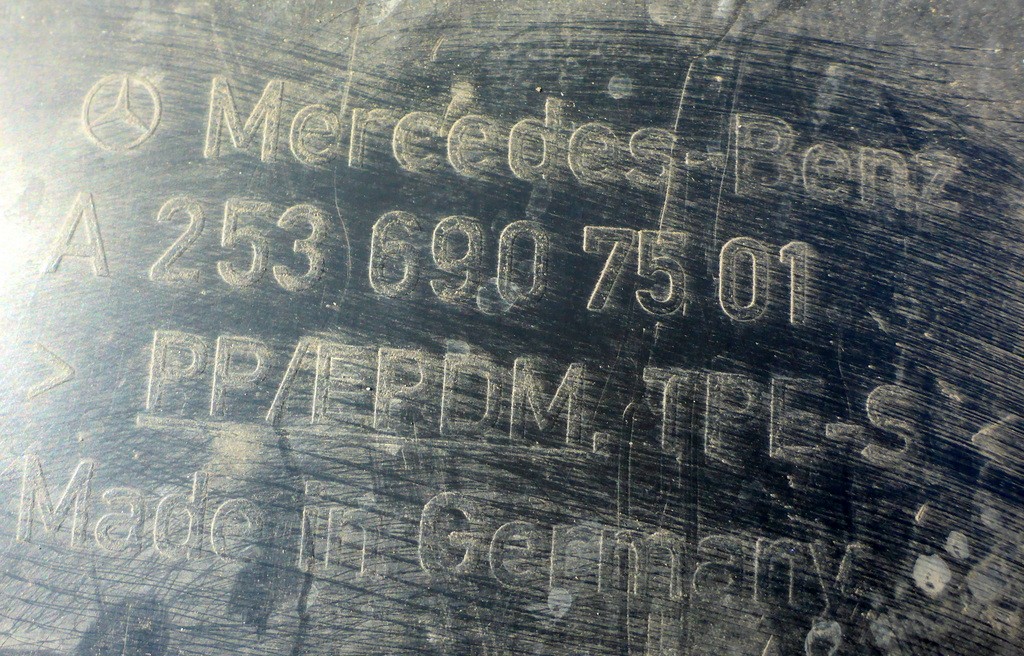 Mercedes-Benz
A 253 690 75 01
> PP/EPDM, TPE-S <
Made in Germany